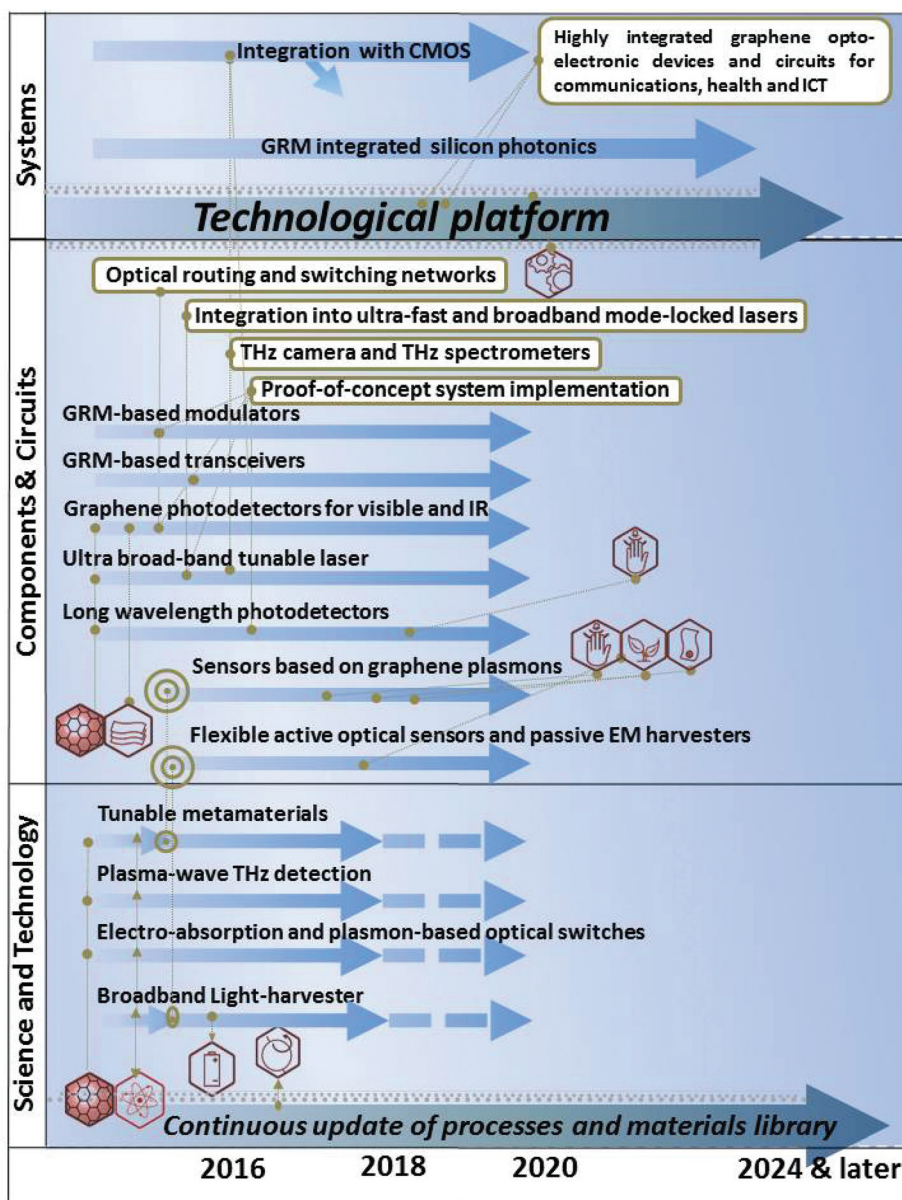 Systems
Integration with CMOS
Highly integrated graphene opto-
electronic devices and circuits for
communications, health and ICT
GRM integrated silicon photonics
Technological platform
Components & Circuits
Optical routing and switching networks
Integration into ultra-fast and broadband mode-locked lasers
THz camera and THz spectrometers
Proof-of-concept system implementation
GRM-based modulators
GRM-based transceivers
Graphene photodetectors for visible and IR
Ultra broad-band tunable laser
Long wavelength photodetectors
Sensors based on graphene plasmons
Flexible active optical sensors and passive EM harvesters
Science and Technology
Tunable metamaterials
Plasma-wave THz detection
Electro-absorption and plasmon-based optical switches
Broadband Light-harvester
Continuous update of processes and materials library
2016 2018 2020 2024 & later